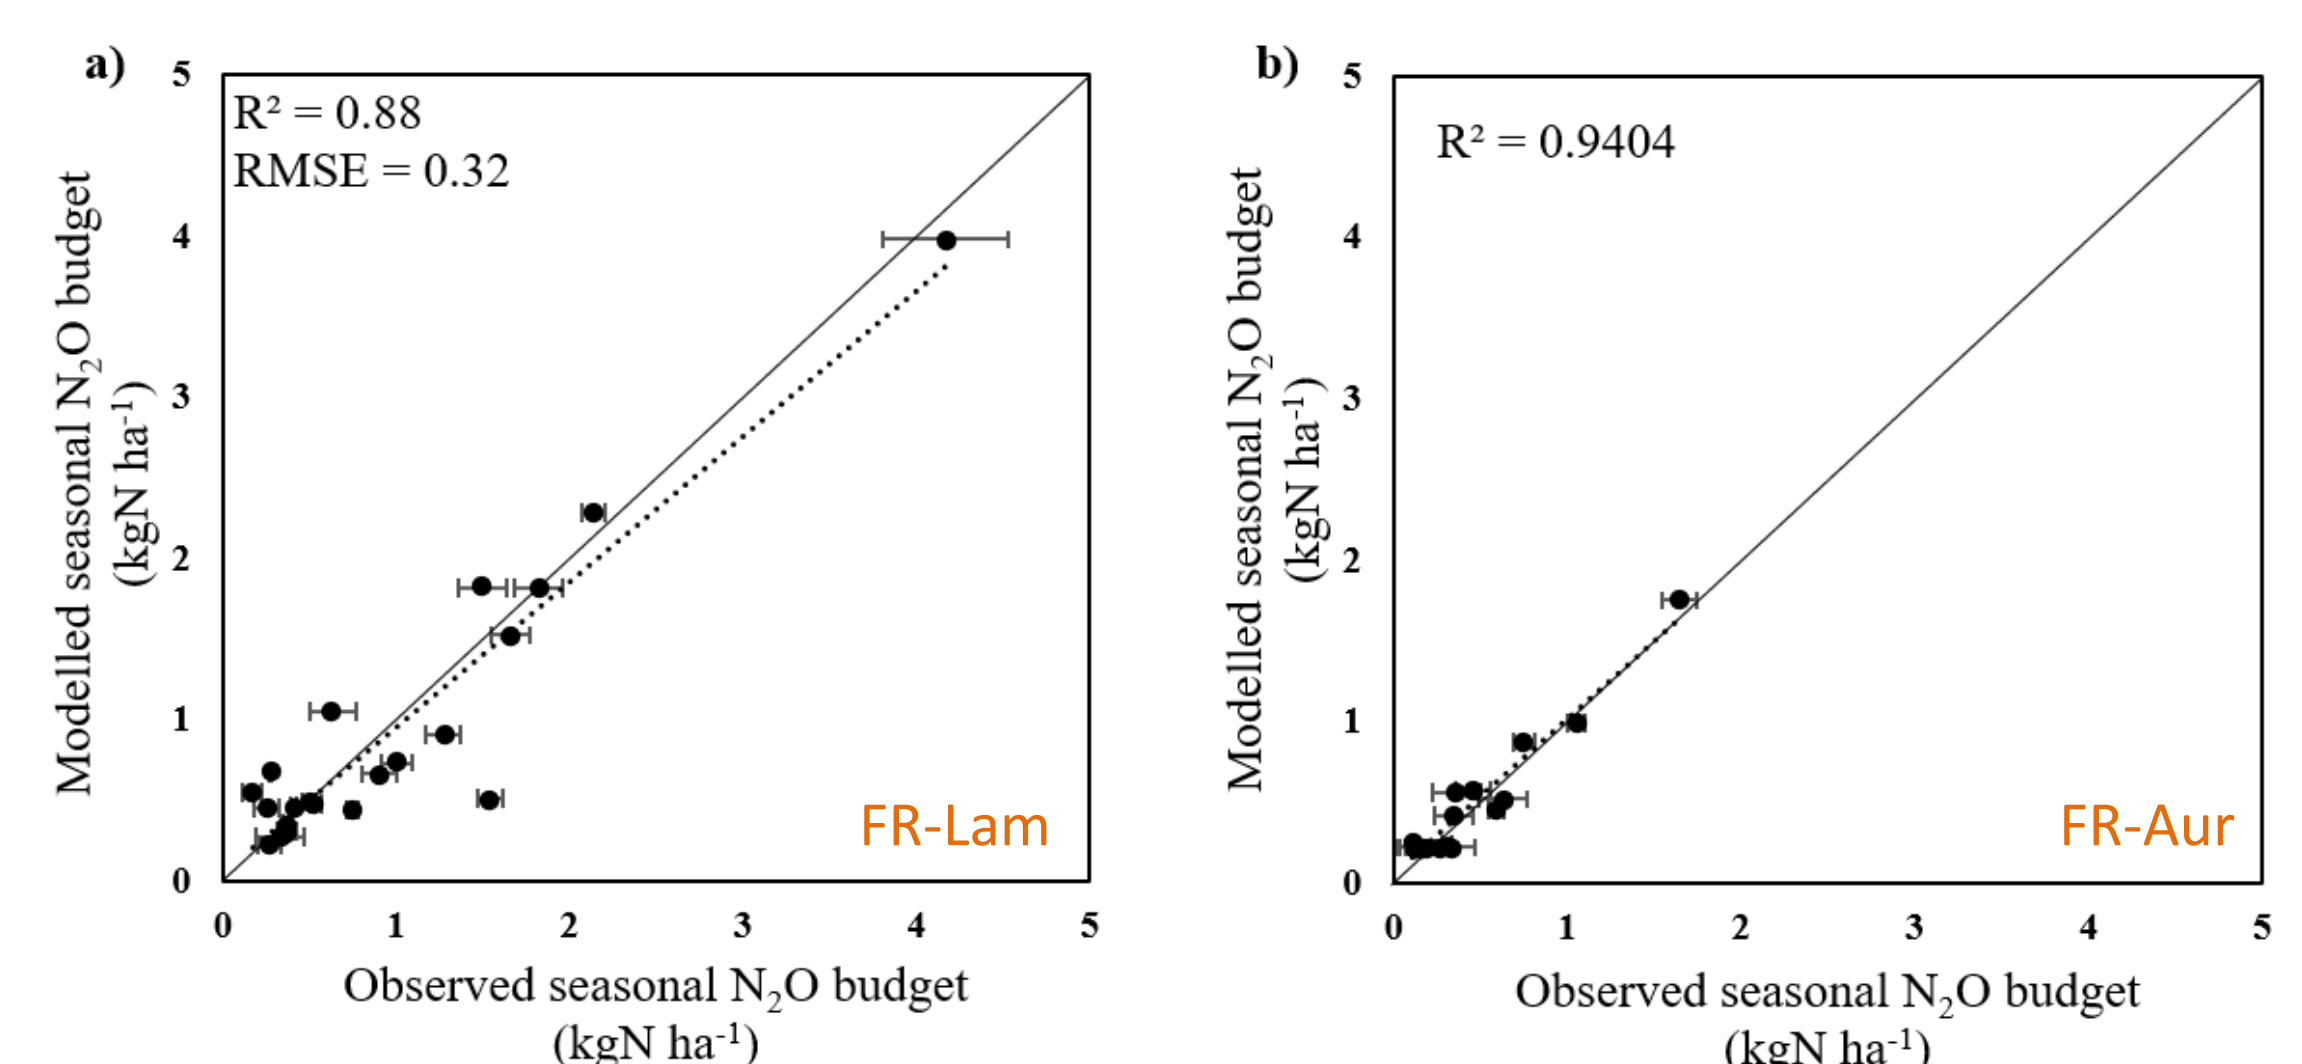 a)
R² = 0.88
RMSE = 0.32
5
4
3
2
1
0
0 1 2 3 4 5
Modelled seasonal N₂O budget
(kgN ha⁻¹)
Observed seasonal N₂O budget
(kgN ha⁻¹)
FR-Lam
b)
R² = 0.9404
5
4
3
2
1
0
0 1 2 3 4 5
Modelled seasonal N₂O budget
(kgN ha⁻¹)
Observed seasonal N₂O budget
(kgN ha⁻¹)
FR-Aur